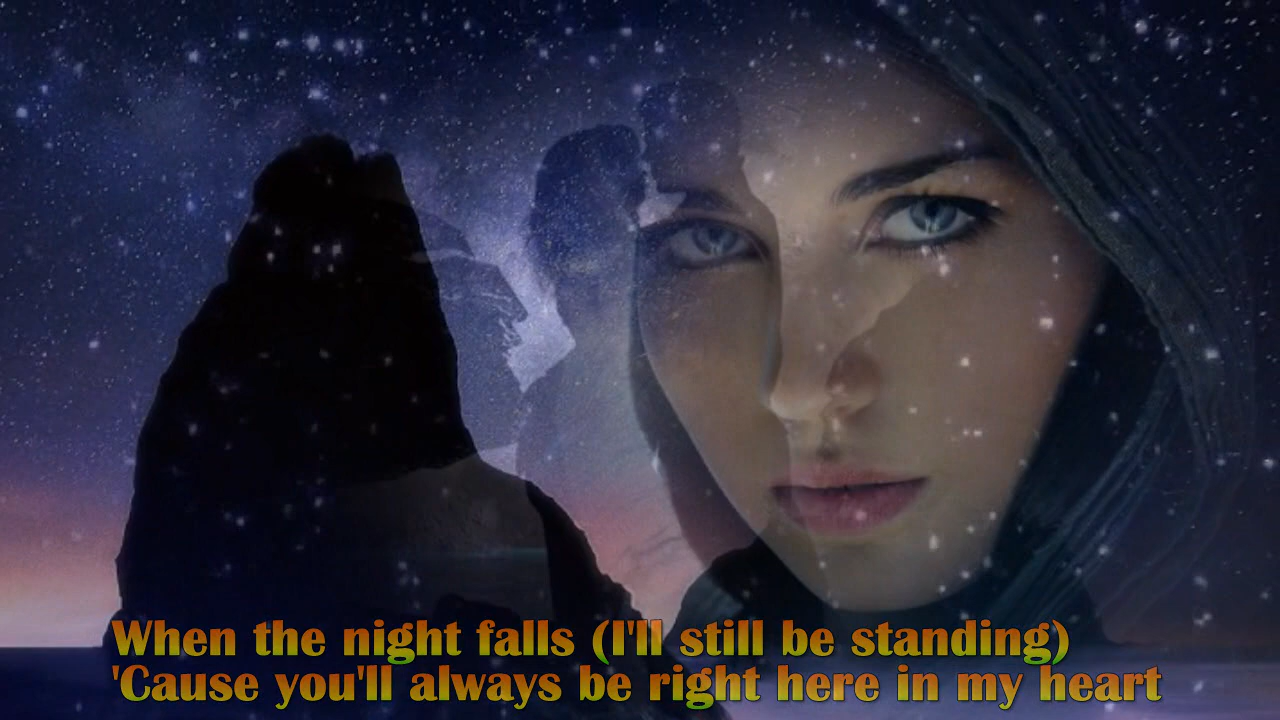 When the night falls (I'll still be standing)
'Cause you'll always be right here in my heart